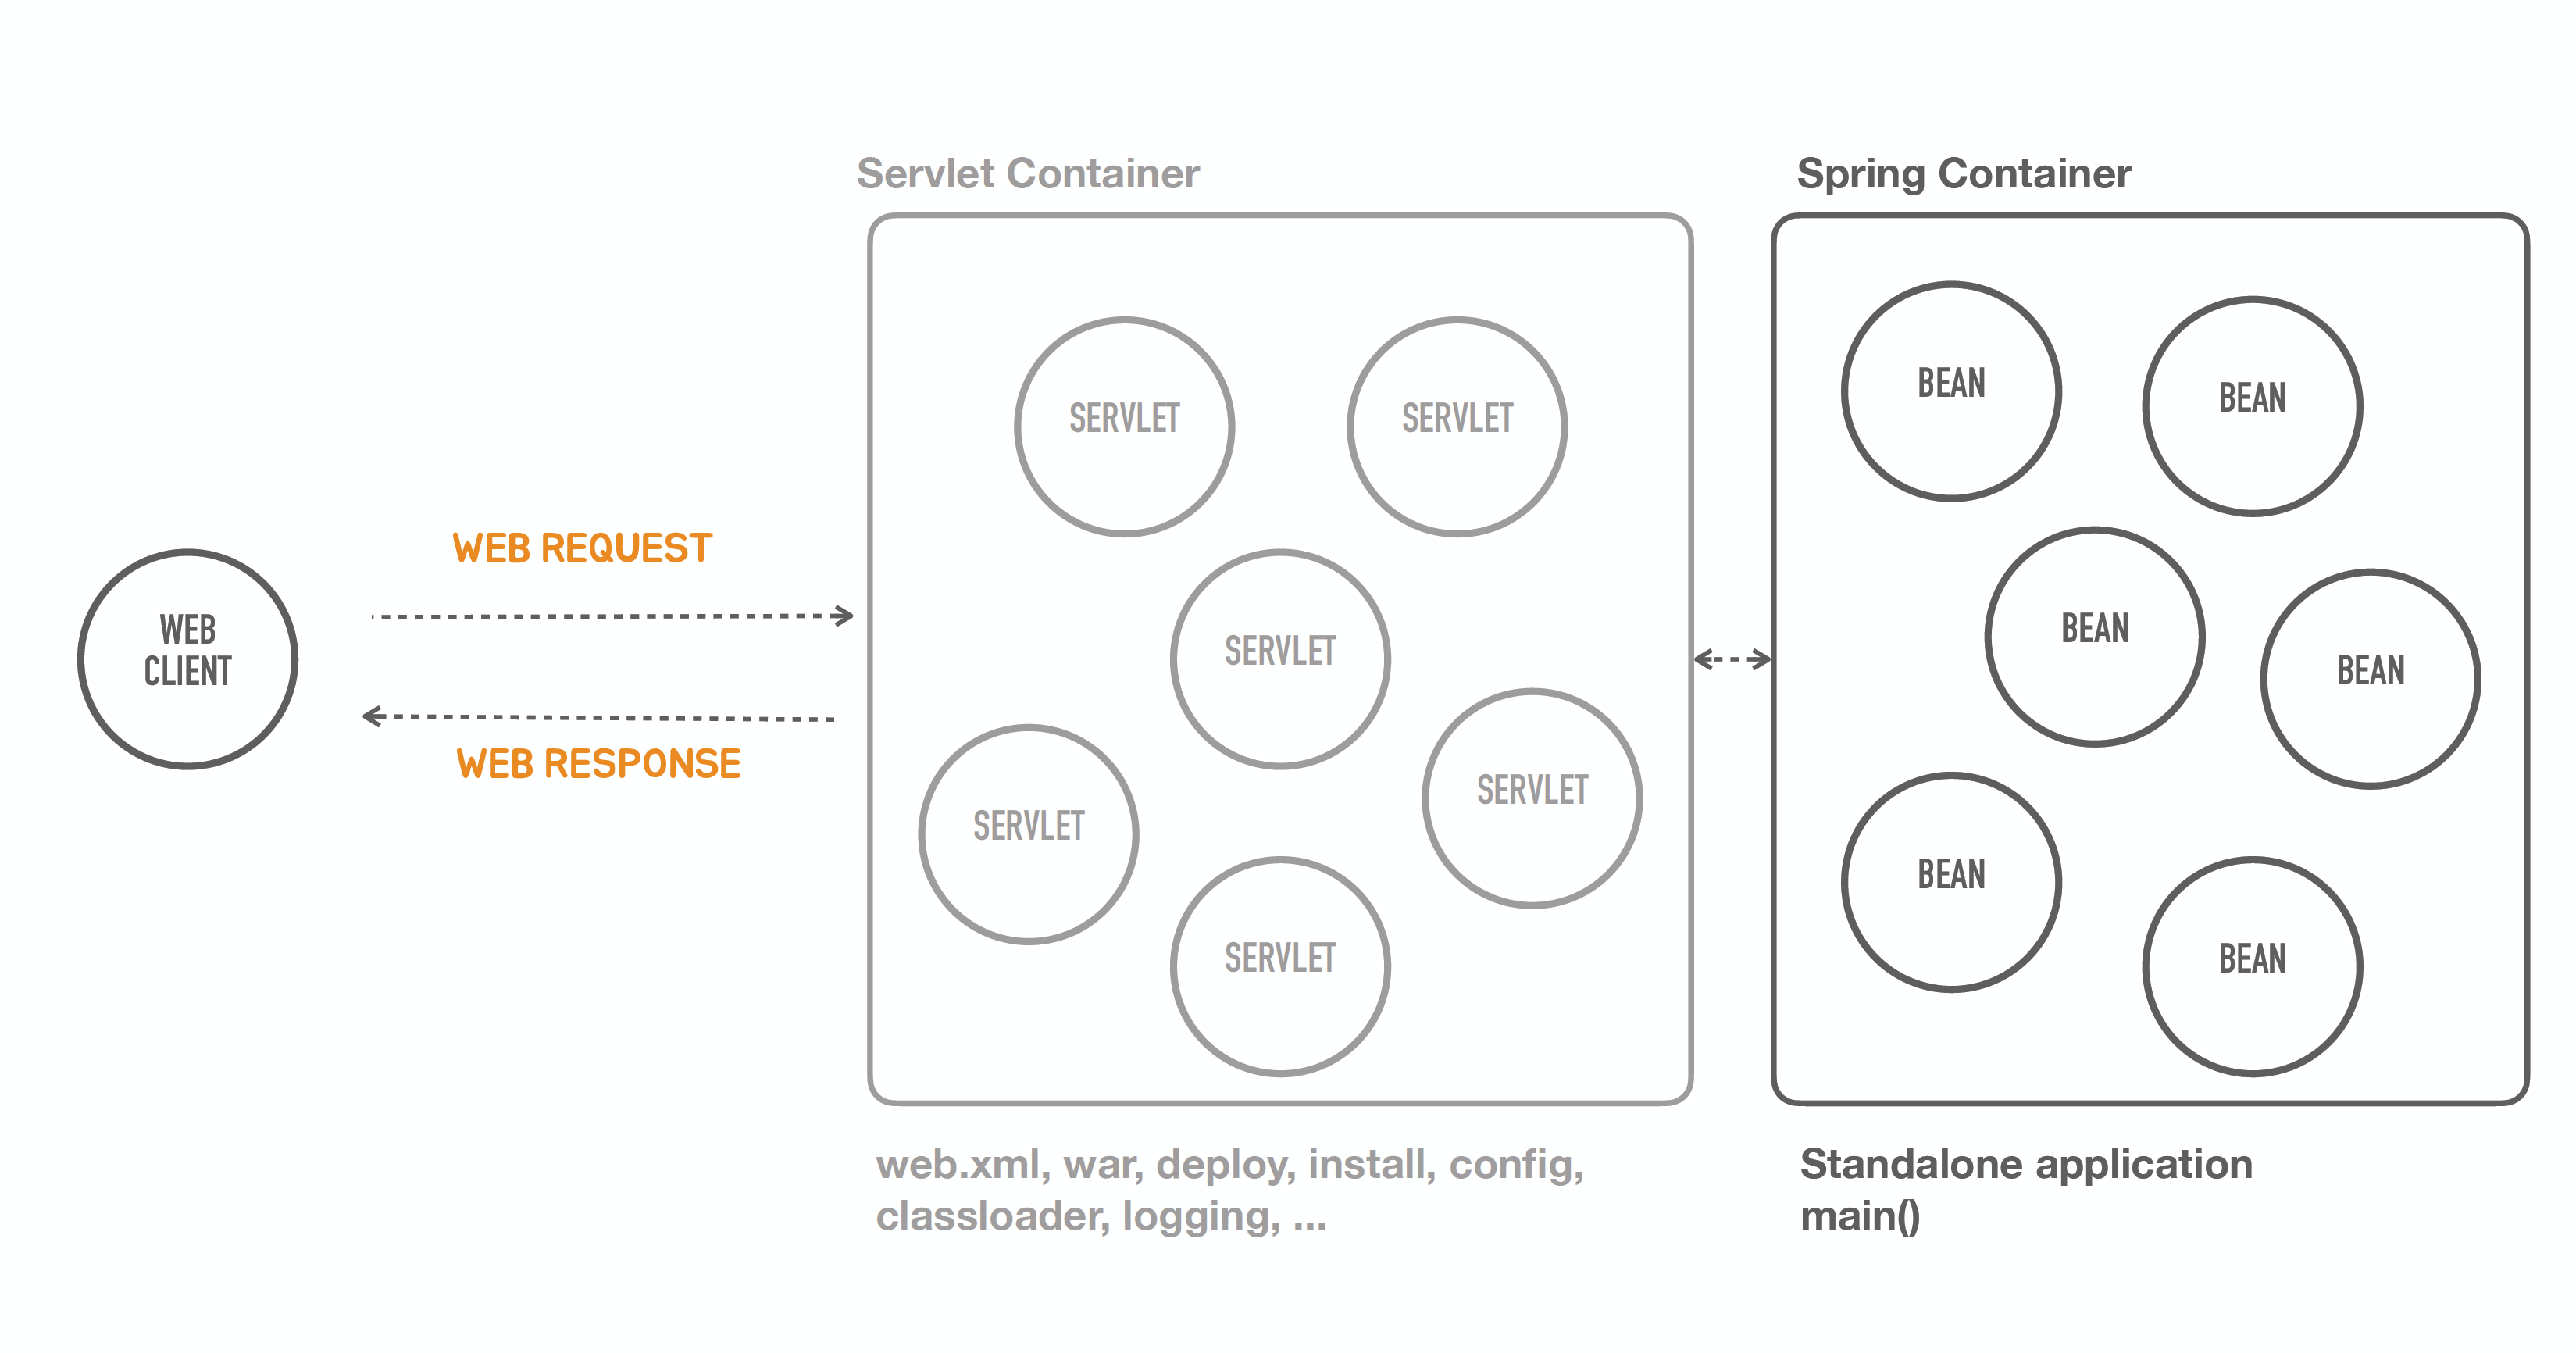 Servlet Container
Spring Container
WEB
CLIENT
WEB REQUEST
WEB RESPONSE
SERVLET
SERVLET
SERVLET
SERVLET
SERVLET
SERVLET
BEAN
BEAN
BEAN
BEAN
BEAN
BEAN
web.xml, war, deploy, install, config,
classloader, logging, ...
Standalone application
main()